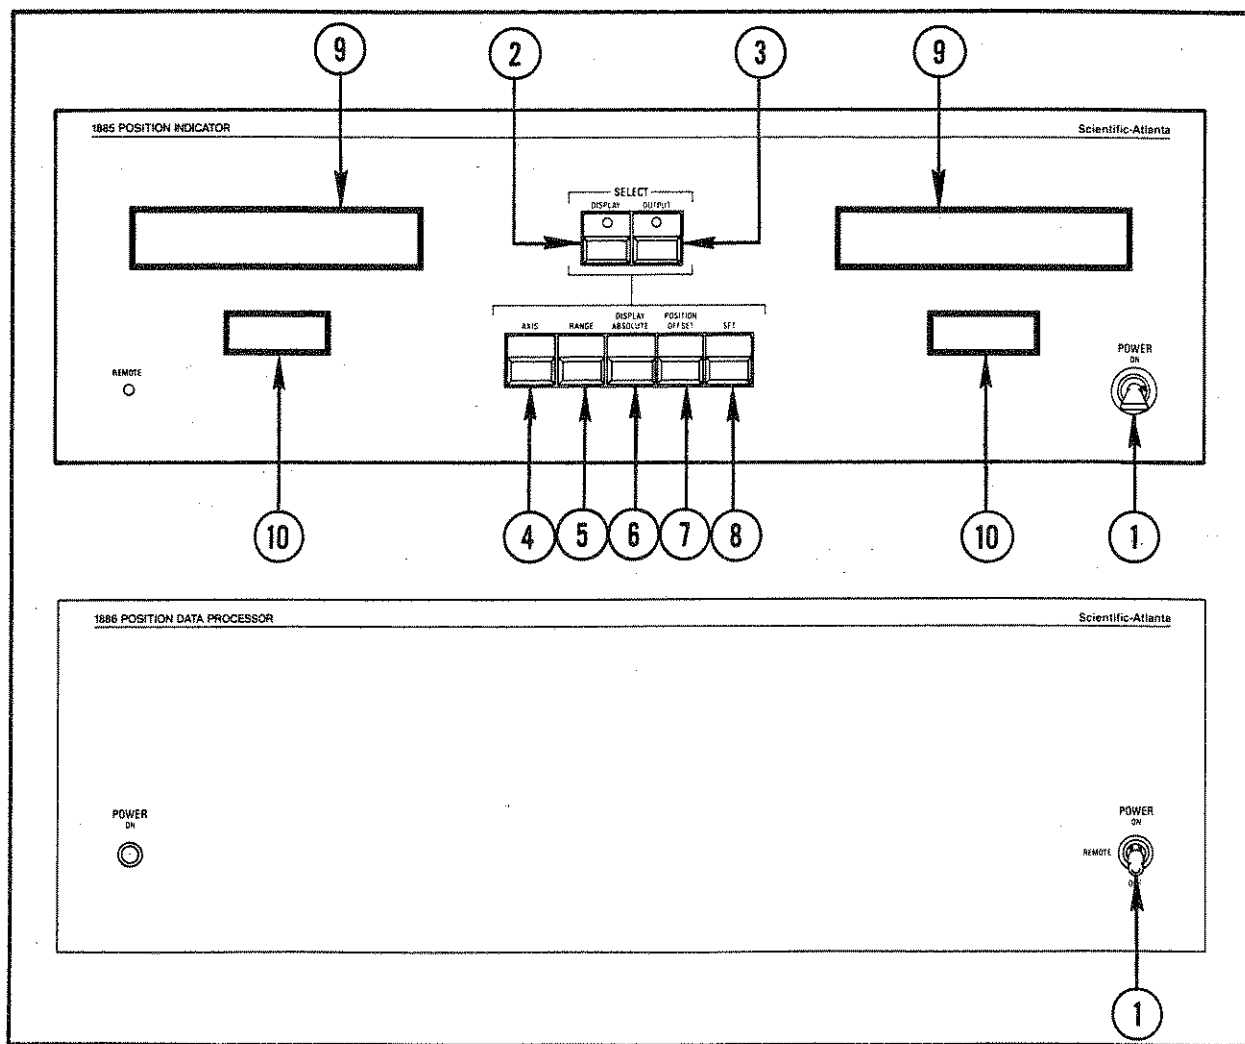 9
2
3
9
1885 POSITION INDICATOR
Scientific-Atlanta
SELECT
DISPLAY OUTPUT
AXIS
RANGE
DISPLAY
ABSOLUTE
POSITION
OFFSET
SET
REMOTE
POWER
ON
10
4
5
6
7
8
10
1
1886 POSITION DATA PROCESSOR
Scientific-Atlanta
POWER
ON
POWER
ON
REMOTE
1